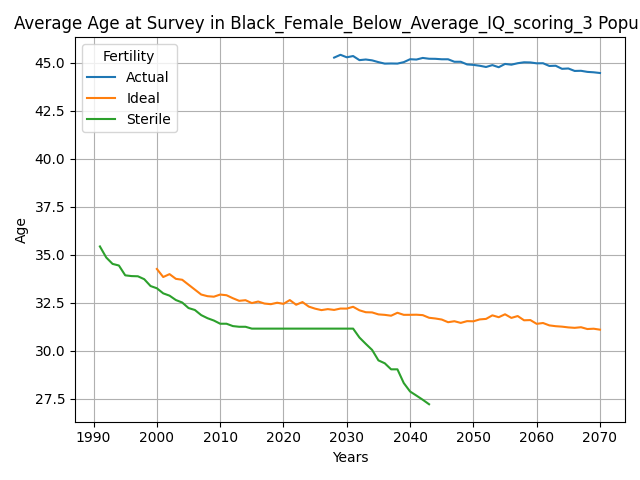 Average Age at Survey in Black_Female_Below_Average_IQ_scoring_3 Popu
Fertility
Actual
Ideal
Sterile
45.0
42.5
40.0
37.5
35.0
32.5
30.0
27.5
Age
1990 2000 2010 2020 2030 2040 2050 2060 2070
Years